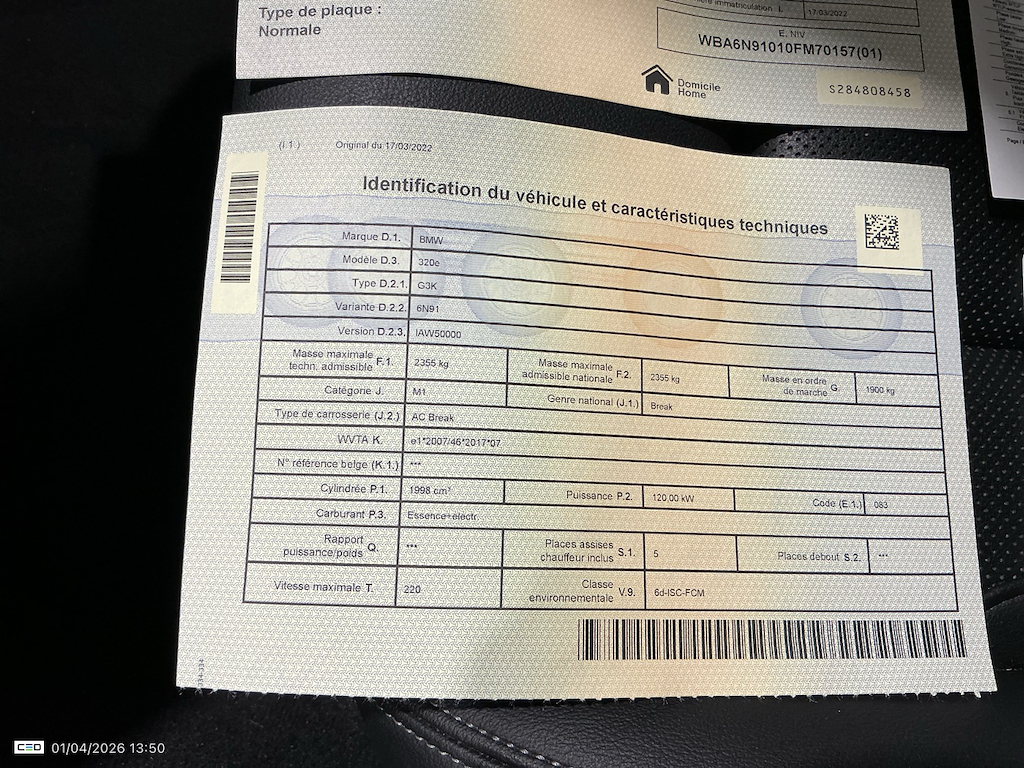 Type de plaque :
Normale
immatriculation I. 17/03/2022
E. NIV
WBA6N91010FM70157(01)
Domicile
Home
S284808458
(I.1.) Original du 17/03/2022
Identification du véhicule et caractéristiques techniques
Marque D.1. BMW
Modèle D.3. 320e
Type D.2.1. G3K
Variante D.2.2. 6N91
Version D.2.3. IAW50000
Masse maximale techn. admissible F.1. 2355 kg Masse maximale admissible nationale F.2. 2355 kg Masse en ordre de marche G. 1900 kg
Catégorie J. M1 Genre national (J.1.) Break
Type de carrosserie (J.2.) AC Break
WVTA K. e1*2007/46*2017*07
N° référence belge (K.1.) ***
Cylindrée P.1. 1998 cm³ Puissance P.2. 120,00 kW Code (E.1.) 083
Carburant P.3. Essence+électr.
Rapport puissance/poids Q. *** Places assises chauffeur inclus S.1. 5 Places debout S.2. ***
Vitesse maximale T. 220 Classe environnementale V.9. 6d-ISC-FCM
CEO 01/04/2026 13:50